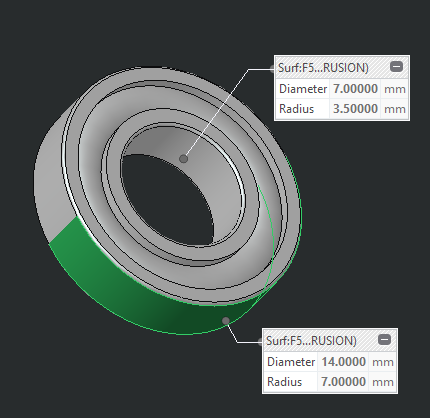 Surf:F5...RUSION)
Diameter 7.00000 mm
Radius 3.50000 mm
Surf:F5...RUSION)
Diameter 14.0000 mm
Radius 7.00000 mm